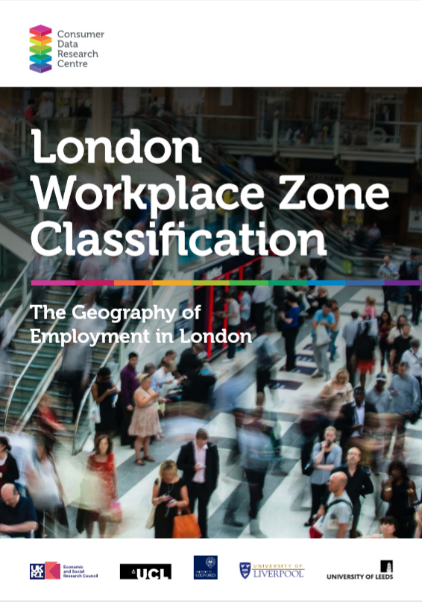 Consumer
Data
Research
Centre
London
Workplace Zone
Classification
The Geography of
Employment in London
Economic
and Social
Research Council
UCL
UNIVERSITY OF
LIVERPOOL
UNIVERSITY OF LEEDS